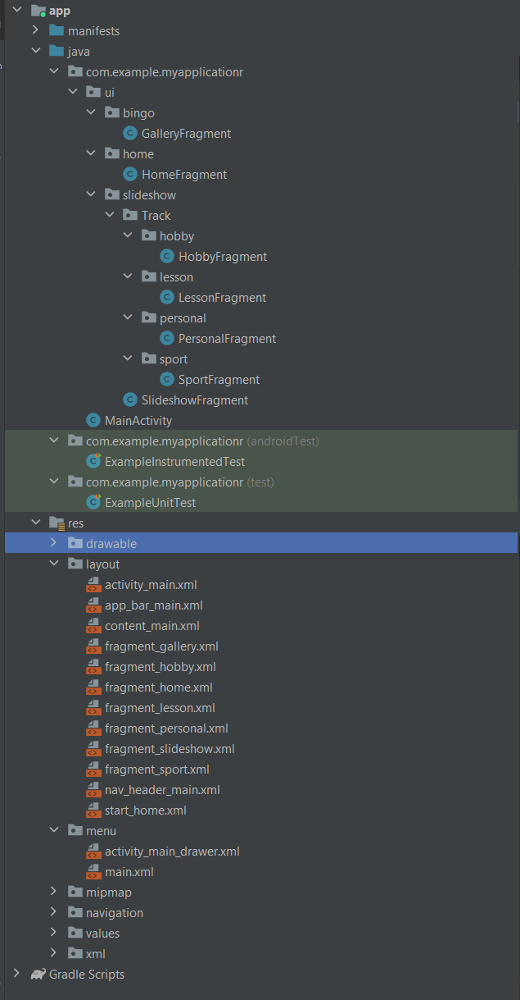 app
manifests
java
com.example.myapplicationr
ui
bingo
GalleryFragment
home
HomeFragment
slideshow
Track
hobby
HobbyFragment
lesson
LessonFragment
personal
PersonalFragment
sport
SportFragment
SlideshowFragment
MainActivity
com.example.myapplicationr (androidTest)
ExampleInstrumentedTest
com.example.myapplicationr (test)
ExampleUnitTest
res
drawable
layout
activity_main.xml
app_bar_main.xml
content_main.xml
fragment_gallery.xml
fragment_hobby.xml
fragment_home.xml
fragment_lesson.xml
fragment_personal.xml
fragment_slideshow.xml
fragment_sport.xml
nav_header_main.xml
start_home.xml
menu
activity_main_drawer.xml
main.xml
mipmap
navigation
values
xml
Gradle Scripts